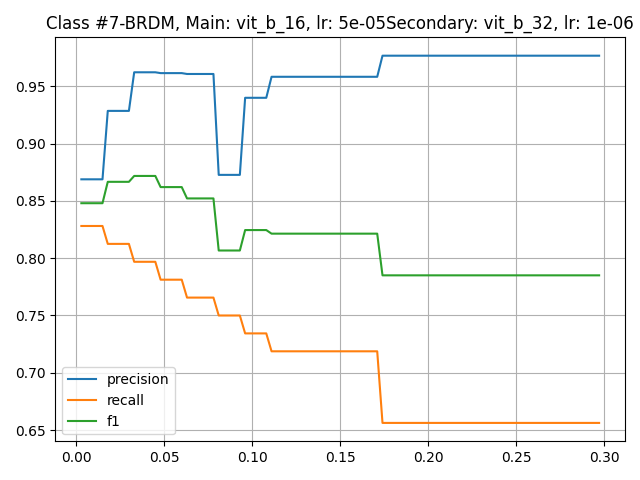 Class #7-BRDM, Main: vit_b_16, lr: 5e-05Secondary: vit_b_32, lr: 1e-06
0.95
0.90
0.85
0.80
0.75
0.70
0.65
precision
recall
f1
0.00 0.05 0.10 0.15 0.20 0.25 0.30